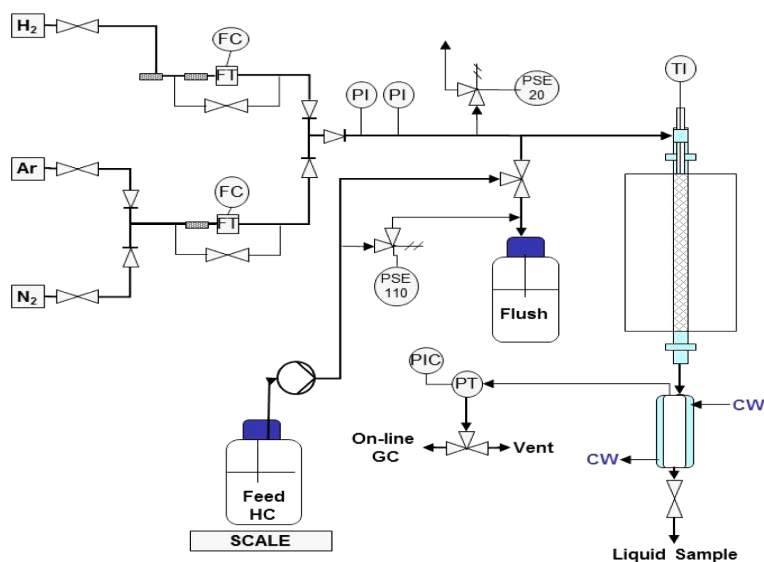 H₂
FC
FT
PI
PI
PSE
20
TI
Ar
FC
FT
N₂
PSE
110
Flush
PIC
PT
CW
On-line
GC
Vent
CW
Feed
HC
SCALE
Liquid Sample